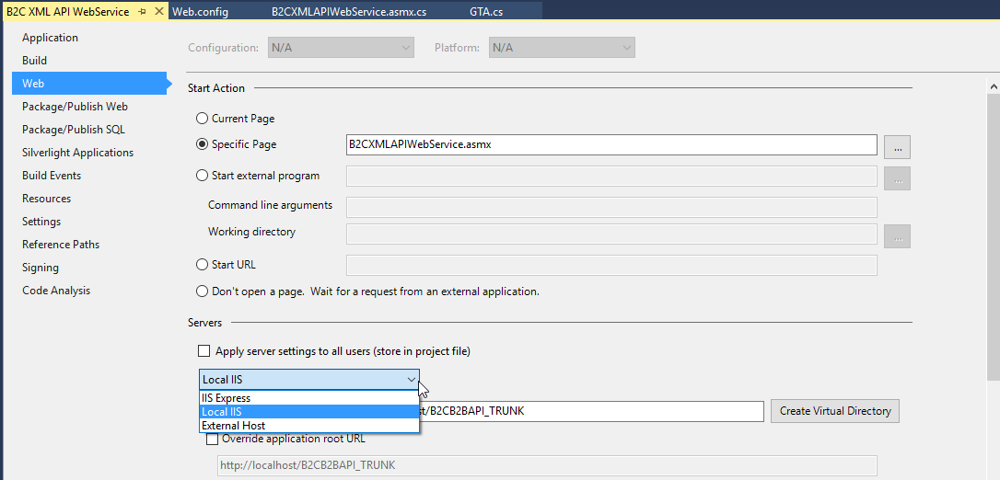 B2C XML API WebService
Web.config
B2CXMLAPIWebService.asmx.cs
GTA.cs
Application
Build
Web
Package/Publish Web
Package/Publish SQL
Silverlight Applications
Build Events
Resources
Settings
Reference Paths
Signing
Code Analysis
Configuration: N/A Platform: N/A
Start Action
Current Page
Specific Page B2CXMLAPIWebService.asmx ...
Start external program ...
Command line arguments
Working directory ...
Start URL
Don't open a page. Wait for a request from an external application.
Servers
Apply server settings to all users (store in project file)
Local IIS
IIS Express
Local IIS
External Host
st/B2CB2BAPI_TRUNK Create Virtual Directory
Override application root URL
http://localhost/B2CB2BAPI_TRUNK